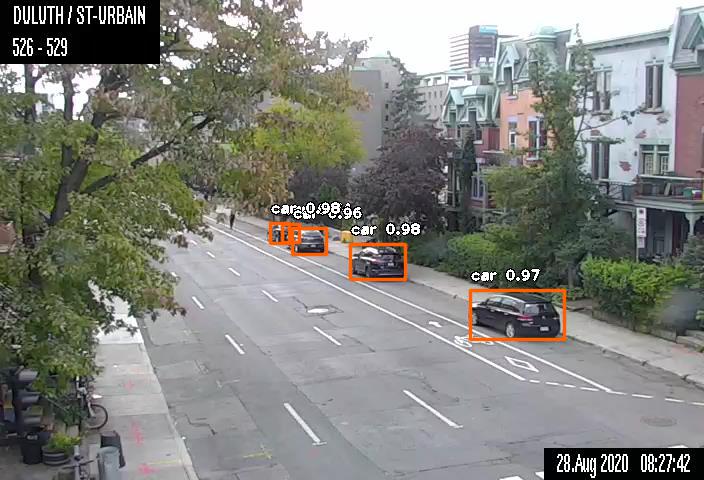 DULUTH / ST-URBAIN
526 - 529
car 0.98
0.96
car 0.98
car 0.97
28.Aug 2020 08:27:42